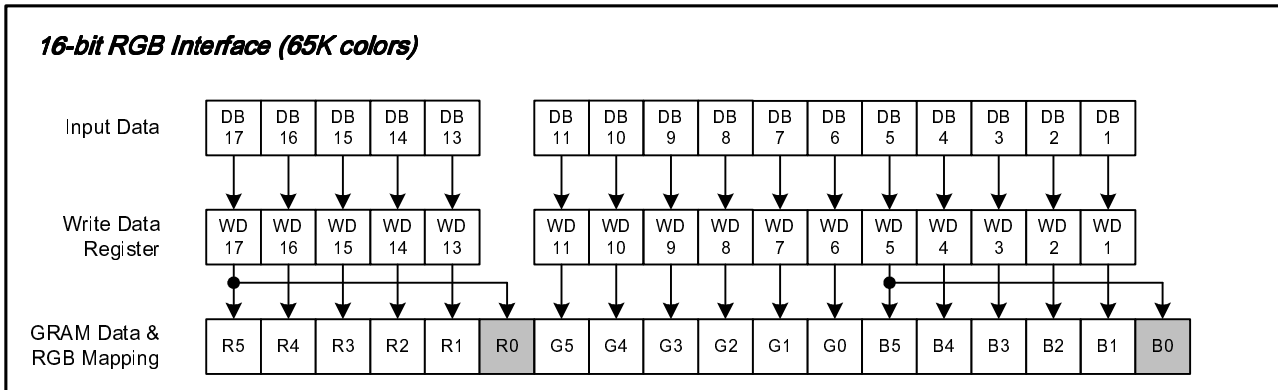 16-bit RGB Interface (65K colors)
Input Data
DB DB DB DB DB DB DB DB DB DB DB DB DB DB DB DB
17 16 15 14 13 11 10 9 8 7 6 5 4 3 2 1
Write Data
Register
WD WD WD WD WD WD WD WD WD WD WD WD WD WD WD WD
17 16 15 14 13 11 10 9 8 7 6 5 4 3 2 1
GRAM Data &
RGB Mapping
R5 R4 R3 R2 R1 R0 G5 G4 G3 G2 G1 G0 B5 B4 B3 B2 B1 B0